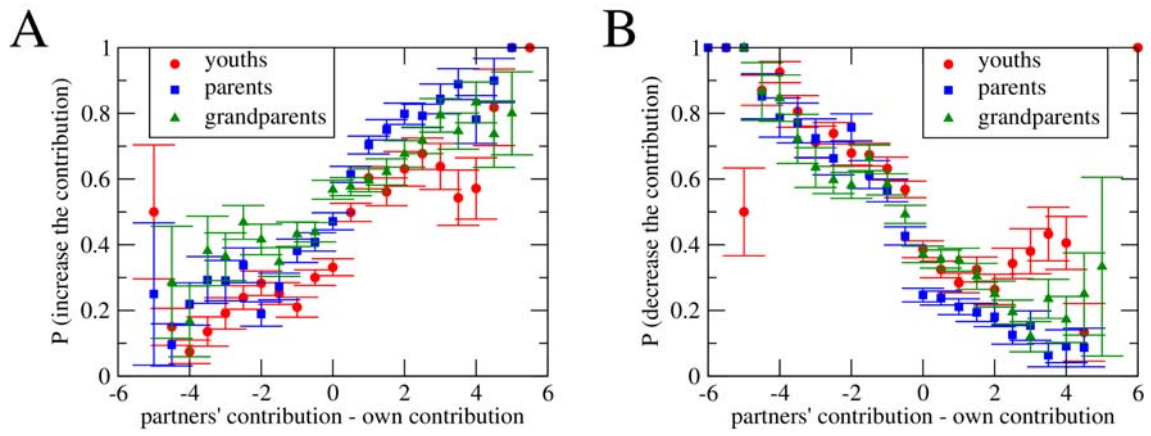 A
B
P (increase the contribution)
1
0.8
0.6
0.4
0.2
0
youths
parents
grandparents
-6 -4 -2 0 2 4 6
partners' contribution - own contribution
P (decrease the contribution)
1
0.8
0.6
0.4
0.2
0
youths
parents
grandparents
-6 -4 -2 0 2 4 6
partners' contribution - own contribution